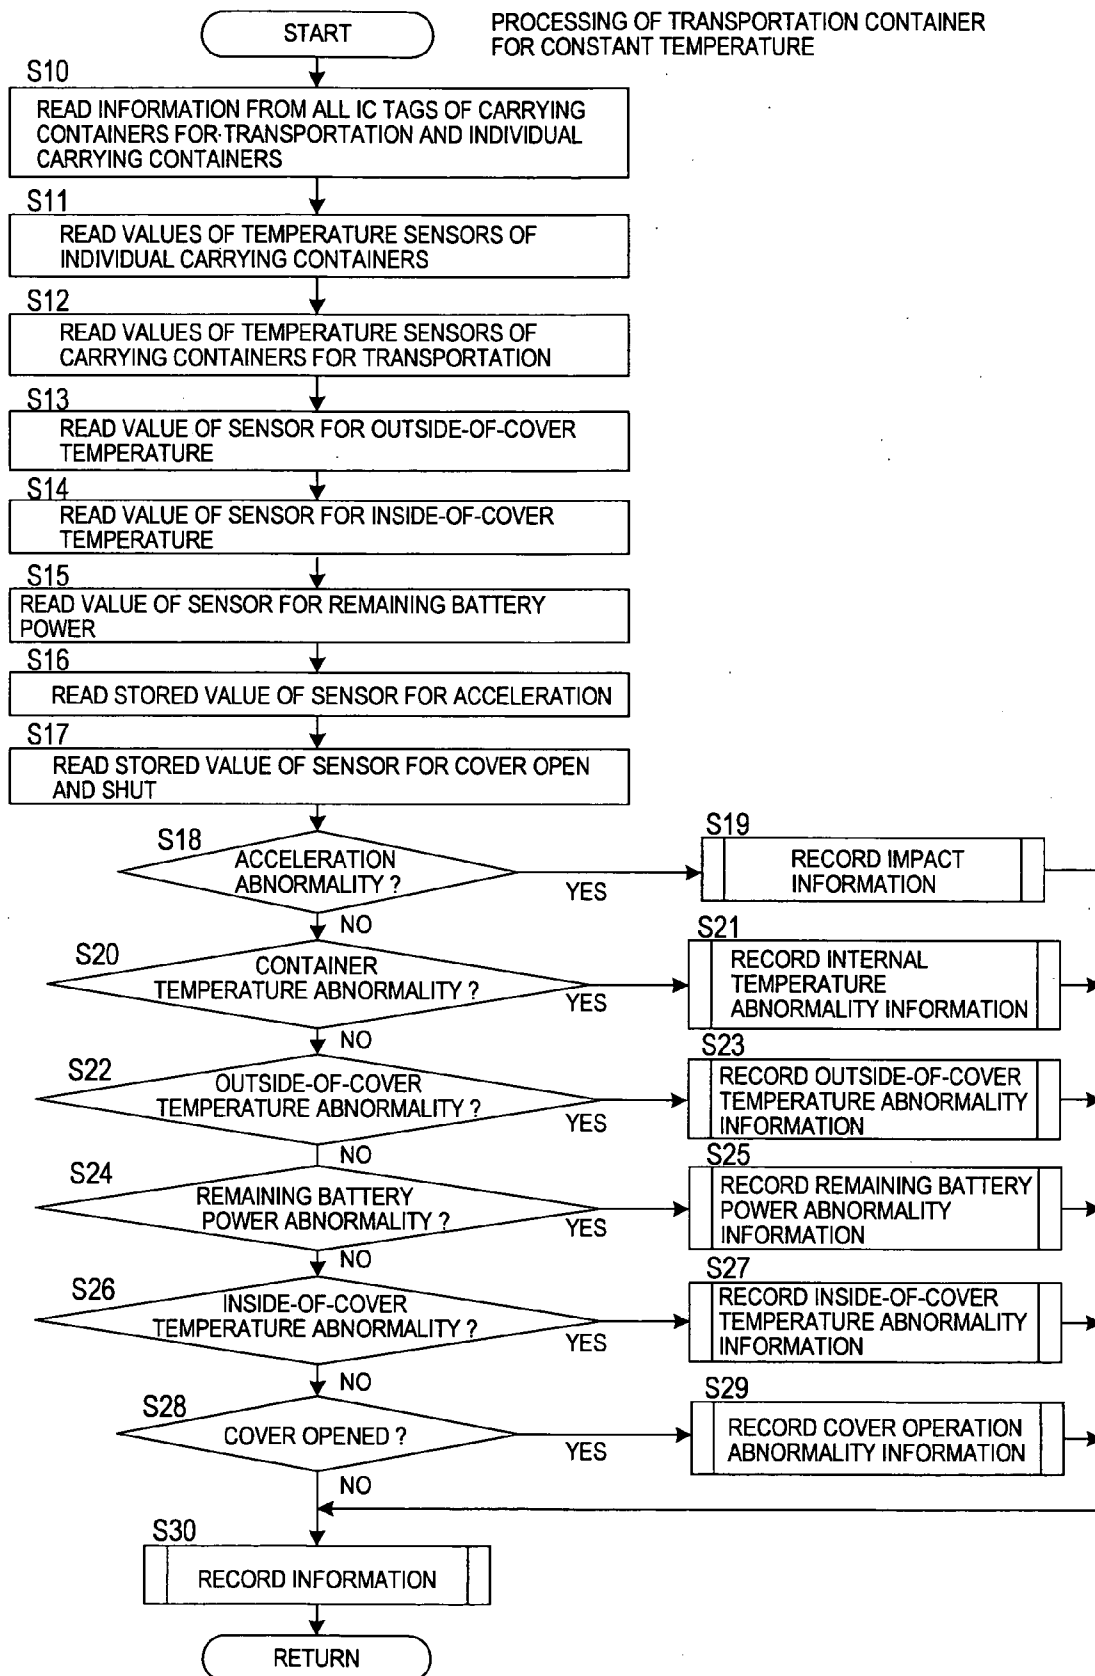 START
PROCESSING OF TRANSPORTATION CONTAINER
FOR CONSTANT TEMPERATURE
S10
READ INFORMATION FROM ALL IC TAGS OF CARRYING
CONTAINERS FOR TRANSPORTATION AND INDIVIDUAL
CARRYING CONTAINERS
S11
READ VALUES OF TEMPERATURE SENSORS OF
INDIVIDUAL CARRYING CONTAINERS
S12
READ VALUES OF TEMPERATURE SENSORS OF
CARRYING CONTAINERS FOR TRANSPORTATION
S13
READ VALUE OF SENSOR FOR OUTSIDE-OF-COVER
TEMPERATURE
S14
READ VALUE OF SENSOR FOR INSIDE-OF-COVER
TEMPERATURE
S15
READ VALUE OF SENSOR FOR REMAINING BATTERY
POWER
S16
READ STORED VALUE OF SENSOR FOR ACCELERATION
S17
READ STORED VALUE OF SENSOR FOR COVER OPEN
AND SHUT
S18
ACCELERATION
ABNORMALITY ?
YES
NO
S19
RECORD IMPACT
INFORMATION
S20
CONTAINER
TEMPERATURE ABNORMALITY ?
YES
NO
S21
RECORD INTERNAL
TEMPERATURE
ABNORMALITY INFORMATION
S22
OUTSIDE-OF-COVER
TEMPERATURE ABNORMALITY ?
YES
NO
S23
RECORD OUTSIDE-OF-COVER
TEMPERATURE ABNORMALITY
INFORMATION
S24
REMAINING BATTERY
POWER ABNORMALITY ?
YES
NO
S25
RECORD REMAINING BATTERY
POWER ABNORMALITY
INFORMATION
S26
INSIDE-OF-COVER
TEMPERATURE ABNORMALITY ?
YES
NO
S27
RECORD INSIDE-OF-COVER
TEMPERATURE ABNORMALITY
INFORMATION
S28
COVER OPENED ?
YES
NO
S29
RECORD COVER OPERATION
ABNORMALITY INFORMATION
S30
RECORD INFORMATION
RETURN